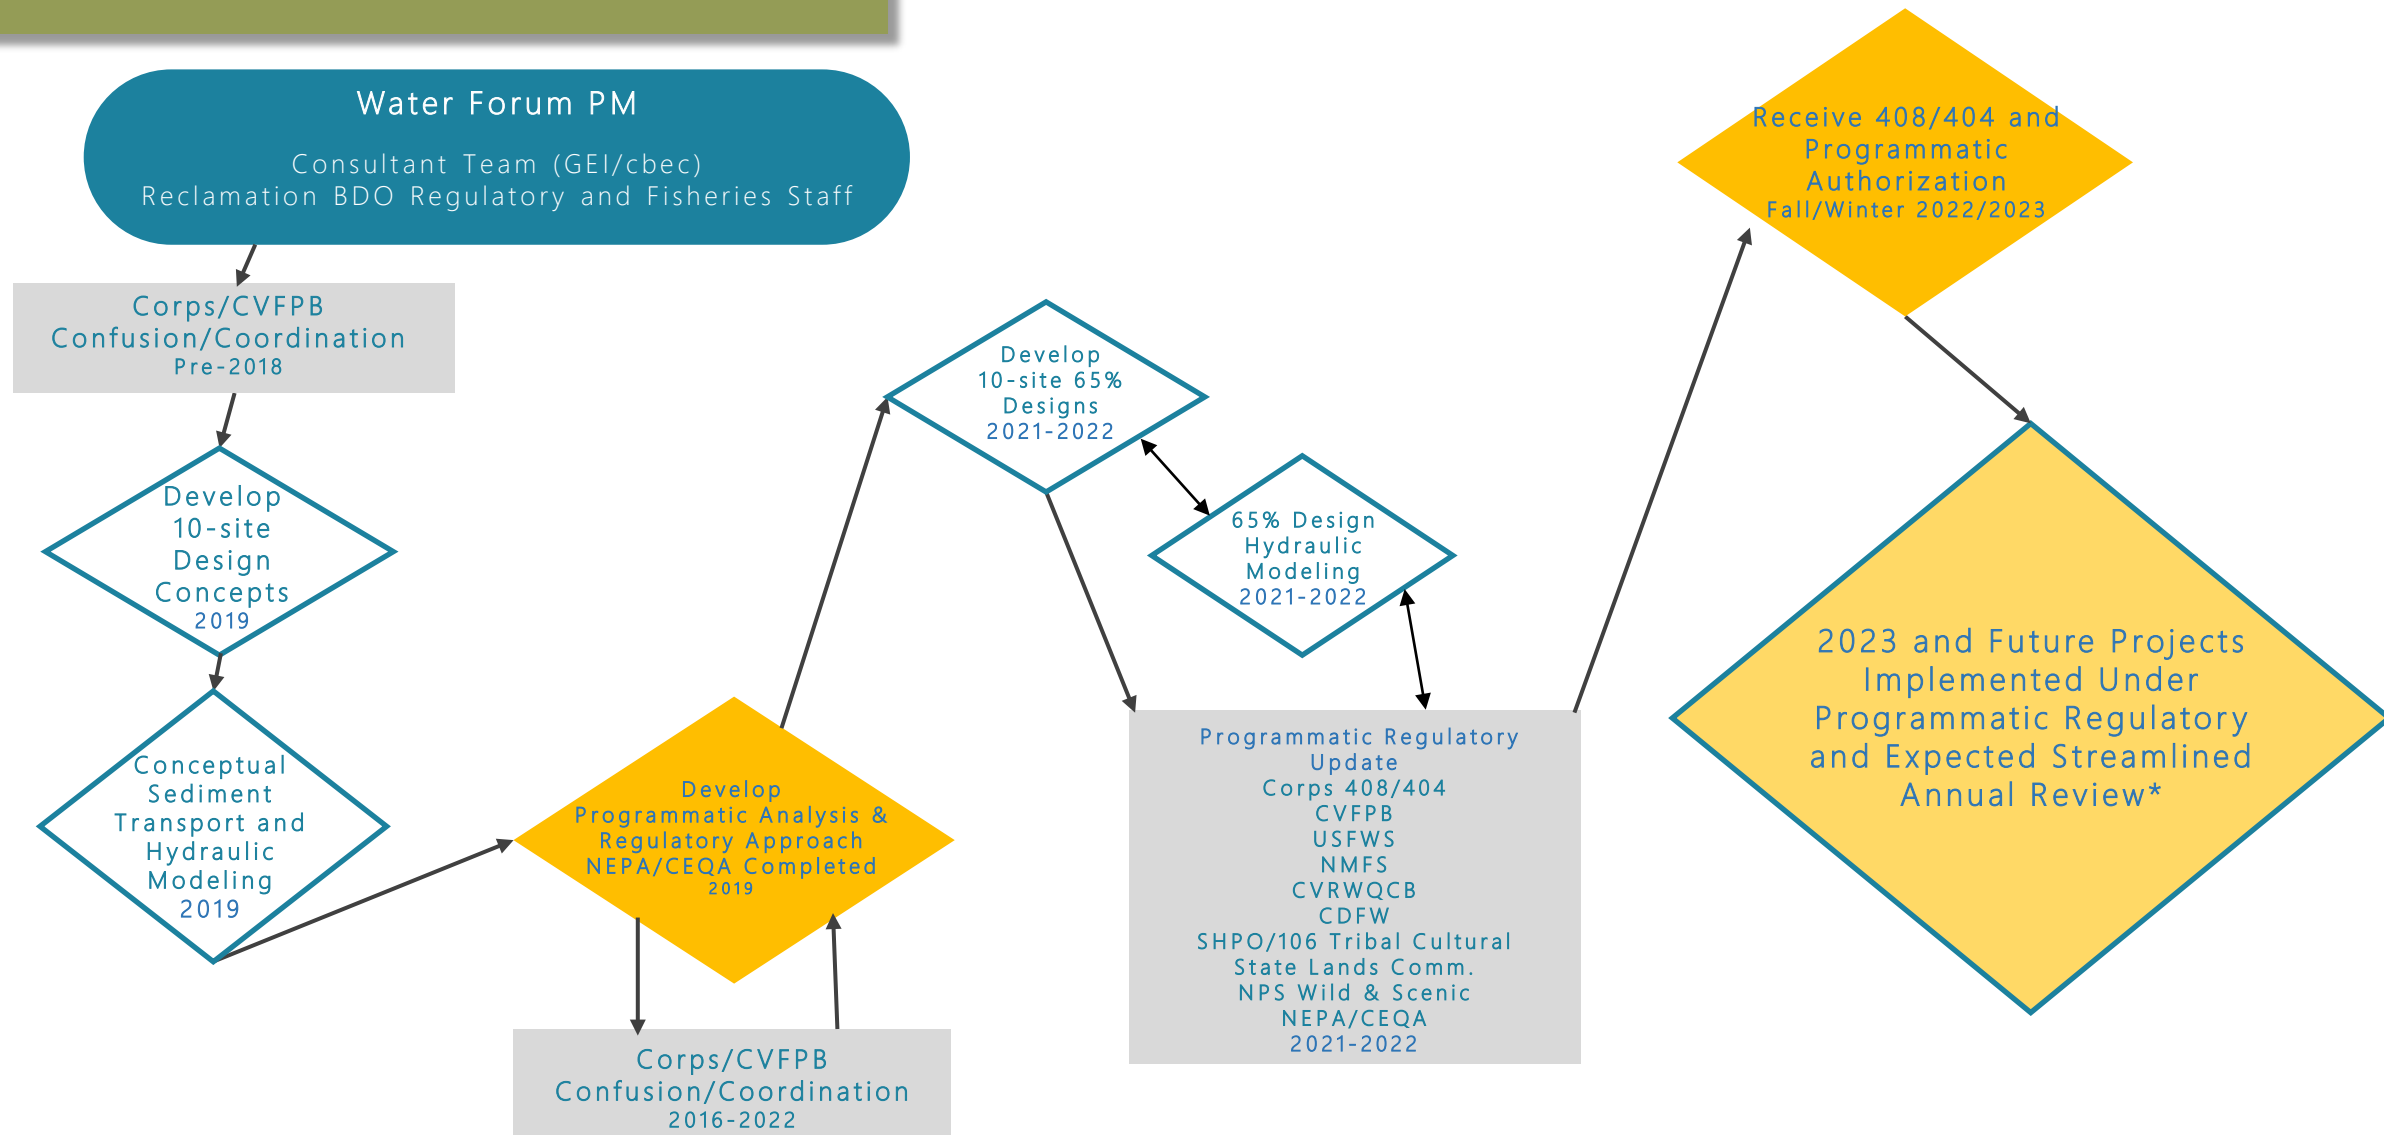 Water Forum PM
Consultant Team (GEI/cbec)
Reclamation BDO Regulatory and Fisheries Staff
Corps/CVFPB
Confusion/Coordination
Pre-2018
Develop
10-site
Design
Concepts
2019
Conceptual
Sediment
Transport and
Hydraulic
Modeling
2019
Develop
Programmatic Analysis &
Regulatory Approach
NEPA/CEQA Completed
2019
Corps/CVFPB
Confusion/Coordination
2016-2022
Develop
10-site 65%
Designs
2021-2022
65% Design
Hydraulic
Modeling
2021-2022
Programmatic Regulatory
Update
Corps 408/404
CVFPB
USFWS
NMFS
CVRWQCB
CDFW
SHPO/106 Tribal Cultural
State Lands Comm.
NPS Wild & Scenic
NEPA/CEQA
2021-2022
Receive 408/404 and
Programmatic
Authorization
Fall/Winter 2022/2023
2023 and Future Projects
Implemented Under
Programmatic Regulatory
and Expected Streamlined
Annual Review*